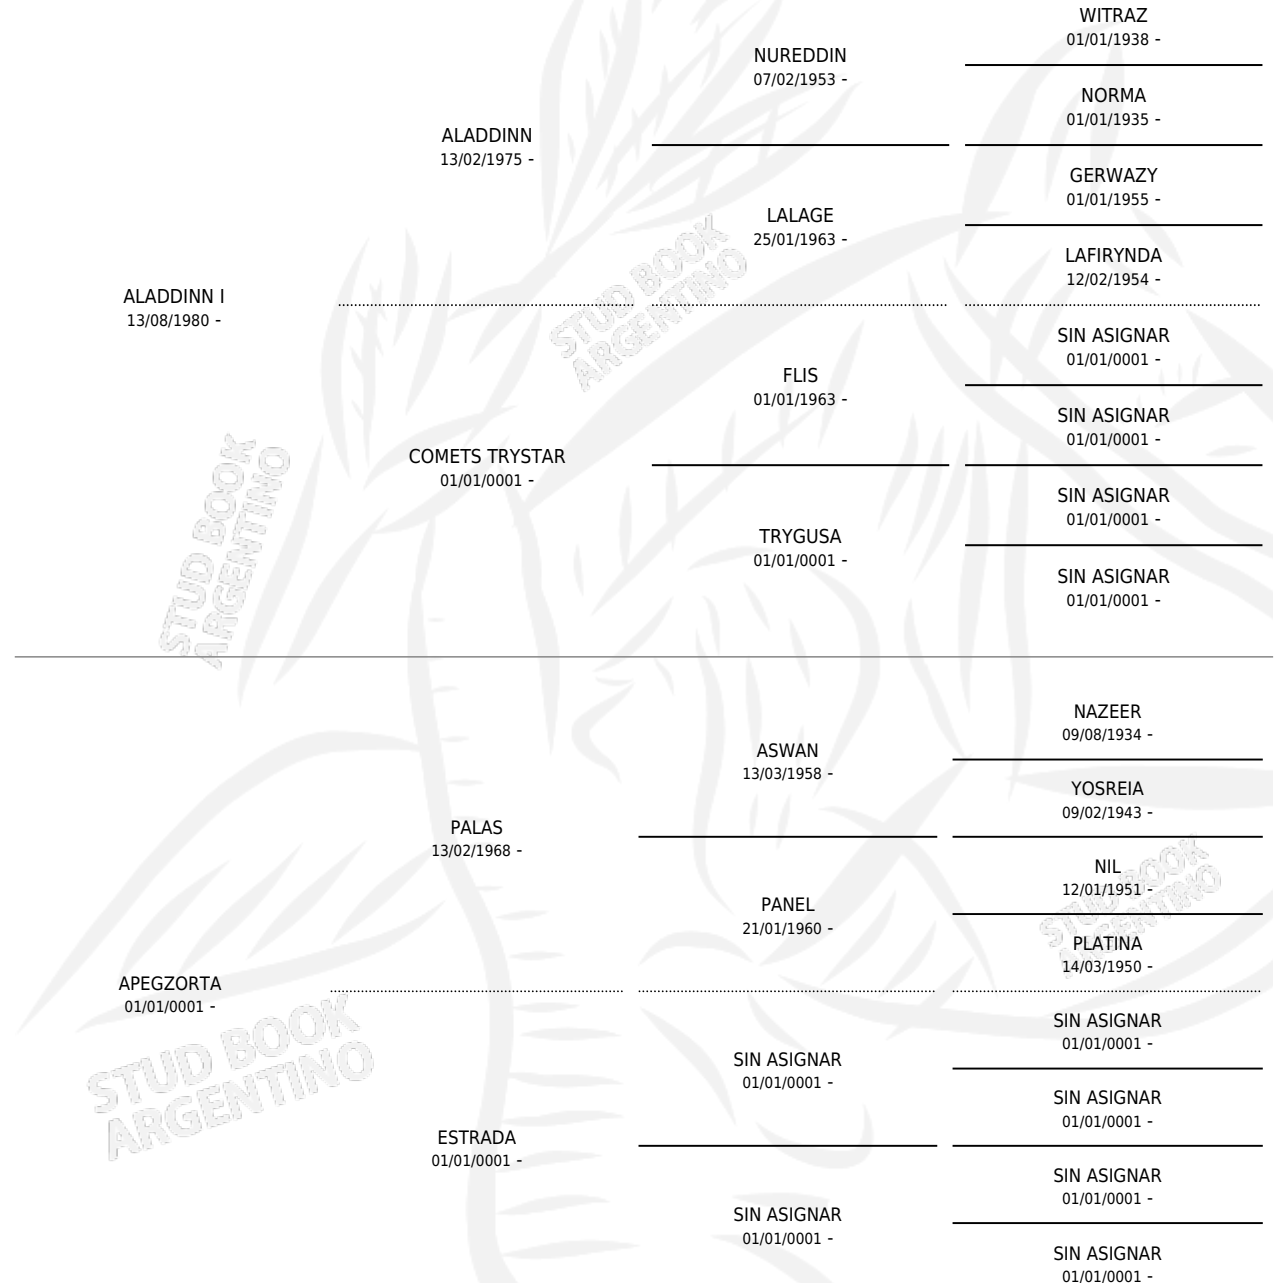 WITRAZ
01/01/1938 -
NUREDDIN
07/02/1953 -
NORMA
01/01/1935 -
ALADDINN
13/02/1975 -
GERWAZY
01/01/1955 -
LALAGE
25/01/1963 -
LAFIRYNDA
12/02/1954 -
ALADDINN I
13/08/1980 -
SIN ASIGNAR
01/01/0001 -
FLIS
01/01/1963 -
SIN ASIGNAR
01/01/0001 -
COMETS TRYSTAR
01/01/0001 -
SIN ASIGNAR
01/01/0001 -
TRYGUSA
01/01/0001 -
SIN ASIGNAR
01/01/0001 -
STUD BOOK
ARGENTINO
STUD BOOK
ARGENTINO
NAZEER
09/08/1934 -
ASWAN
13/03/1958 -
YOSREIA
09/02/1943 -
PALAS
13/02/1968 -
NIL
12/01/1951 -
PANEL
21/01/1960 -
PLATINA
14/03/1950 -
APEGZORTA
01/01/0001 -
SIN ASIGNAR
01/01/0001 -
SIN ASIGNAR
01/01/0001 -
SIN ASIGNAR
01/01/0001 -
ESTRADA
01/01/0001 -
SIN ASIGNAR
01/01/0001 -
SIN ASIGNAR
01/01/0001 -
SIN ASIGNAR
01/01/0001 -
STUD BOOK
ARGENTINO
STUD BOOK
ARGENTINO